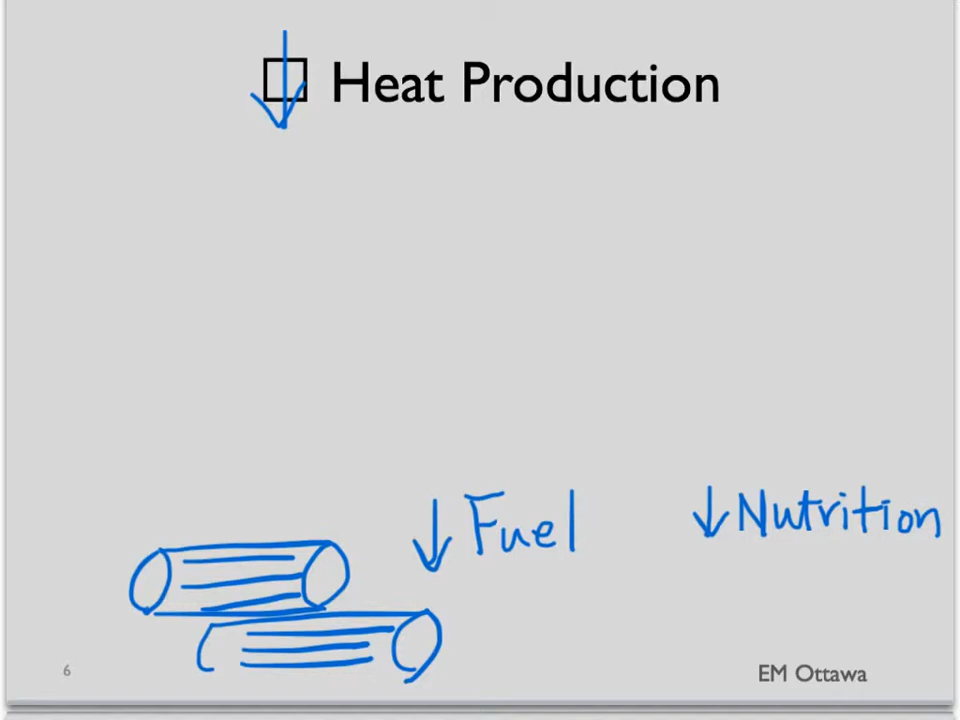 ↓ Heat Production
↓ Fuel ↓ Nutrition
6 EM Ottawa